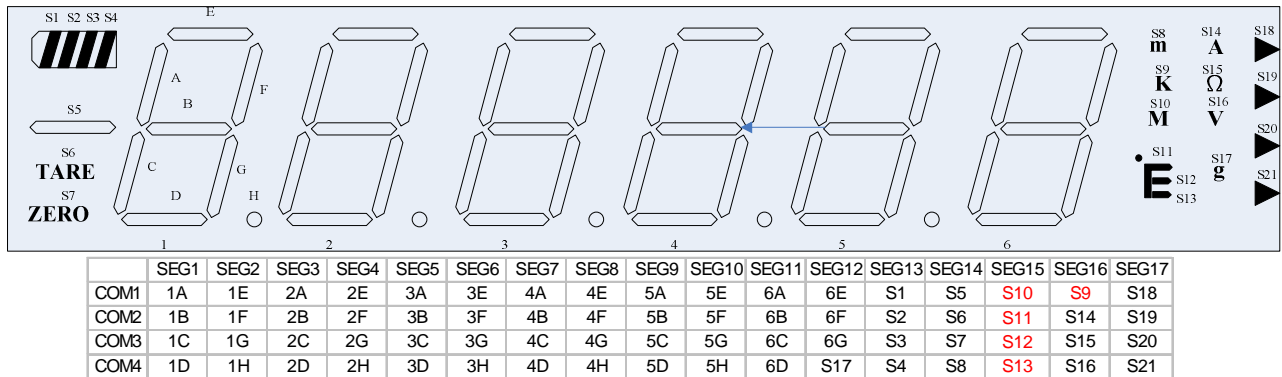 S1 S2 S3 S4
E
S8 S14 S18
m A
A
F
S9 S15 S19
K Ω
B
S5
S10 S16
M V
S20
S6
TARE
C
G
S11
S17
E g
S12
S21
D
H
S13
S7
ZERO
1 2 3 4 5 6
SEG1 SEG2 SEG3 SEG4 SEG5 SEG6 SEG7 SEG8 SEG9 SEG10 SEG11 SEG12 SEG13 SEG14 SEG15 SEG16 SEG17
COM1 1A 1E 2A 2E 3A 3E 4A 4E 5A 5E 6A 6E S1 S5 S10 S9 S18
COM2 1B 1F 2B 2F 3B 3F 4B 4F 5B 5F 6B 6F S2 S6 S11 S14 S19
COM3 1C 1G 2C 2G 3C 3G 4C 4G 5C 5G 6C 6G S3 S7 S12 S15 S20
COM4 1D 1H 2D 2H 3D 3H 4D 4H 5D 5H 6D S17 S4 S8 S13 S16 S21